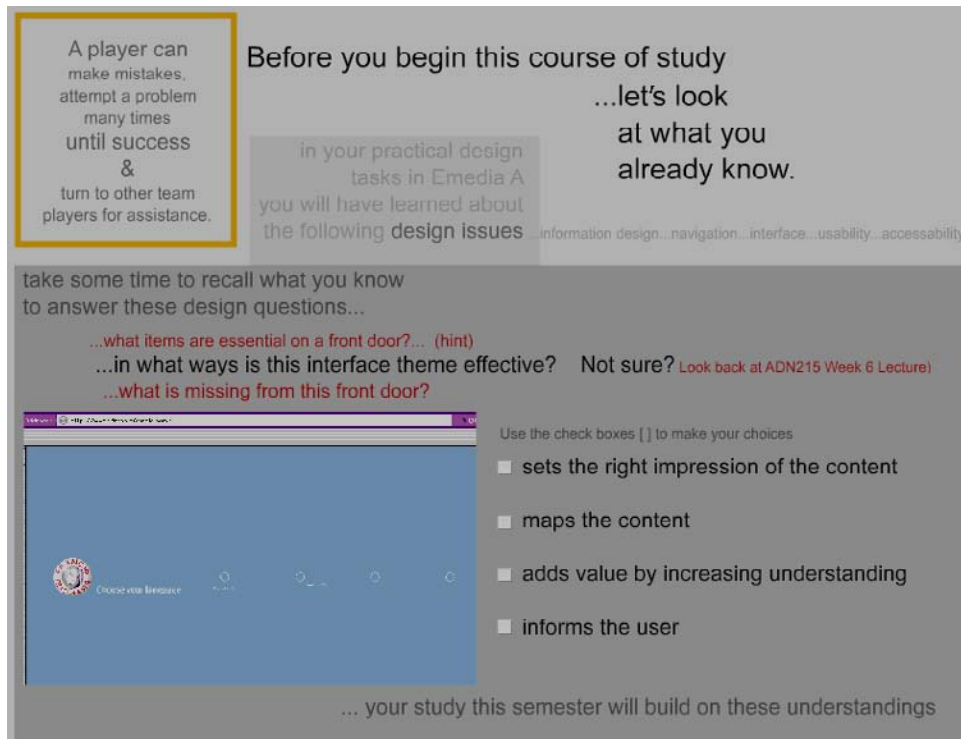 A player can
make mistakes,
attempt a problem
many times
until success
&
turn to other team
players for assistance.
Before you begin this course of study
...let's look
at what you
already know.
in your practical design
tasks in Emedia A
you will have learned about
the following design issues ...information design...navigation...interface...usability...accessability
take some time to recall what you know
to answer these design questions...
...what items are essential on a front door?... (hint)
...in what ways is this interface theme effective? Not sure? Look back at ADN215 Week 6 Lecture)
...what is missing from this front door?
Use the check boxes [ ] to make your choices
sets the right impression of the content
maps the content
adds value by increasing understanding
informs the user
Choose your language
... your study this semester will build on these understandings